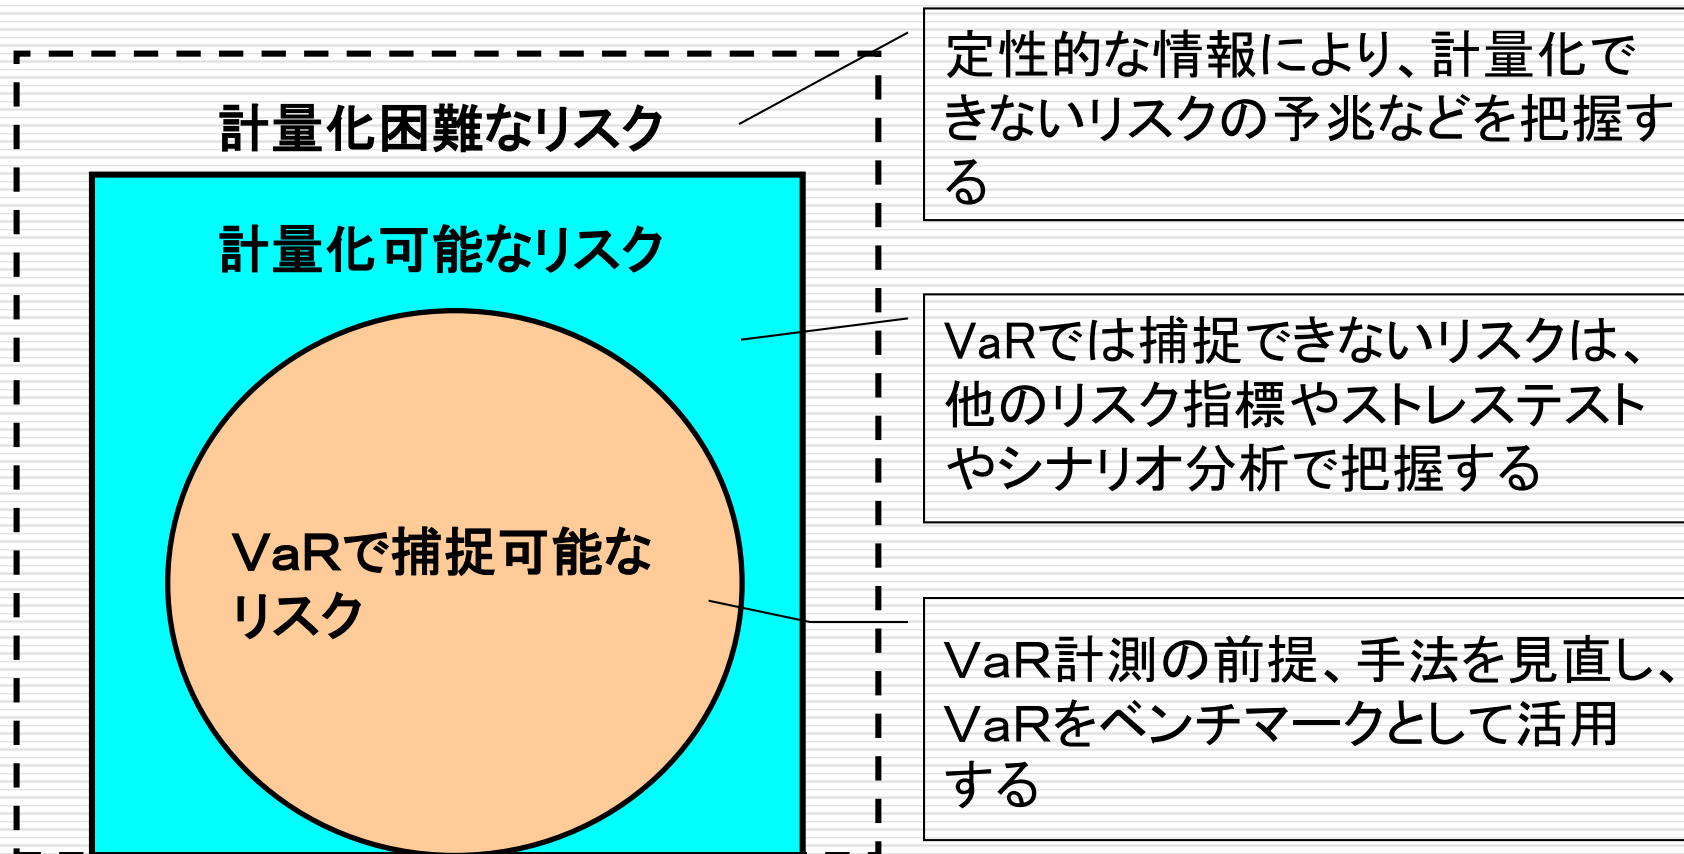 計量化困難なリスク
計量化可能なリスク
VaRで捕捉可能な
リスク
定性的な情報により、計量化で
きないリスクの予兆などを把握す
る
VaRでは捕捉できないリスクは、
他のリスク指標やストレステスト
やシナリオ分析で把握する
VaR計測の前提、手法を見直し、
VaRをベンチマークとして活用
する